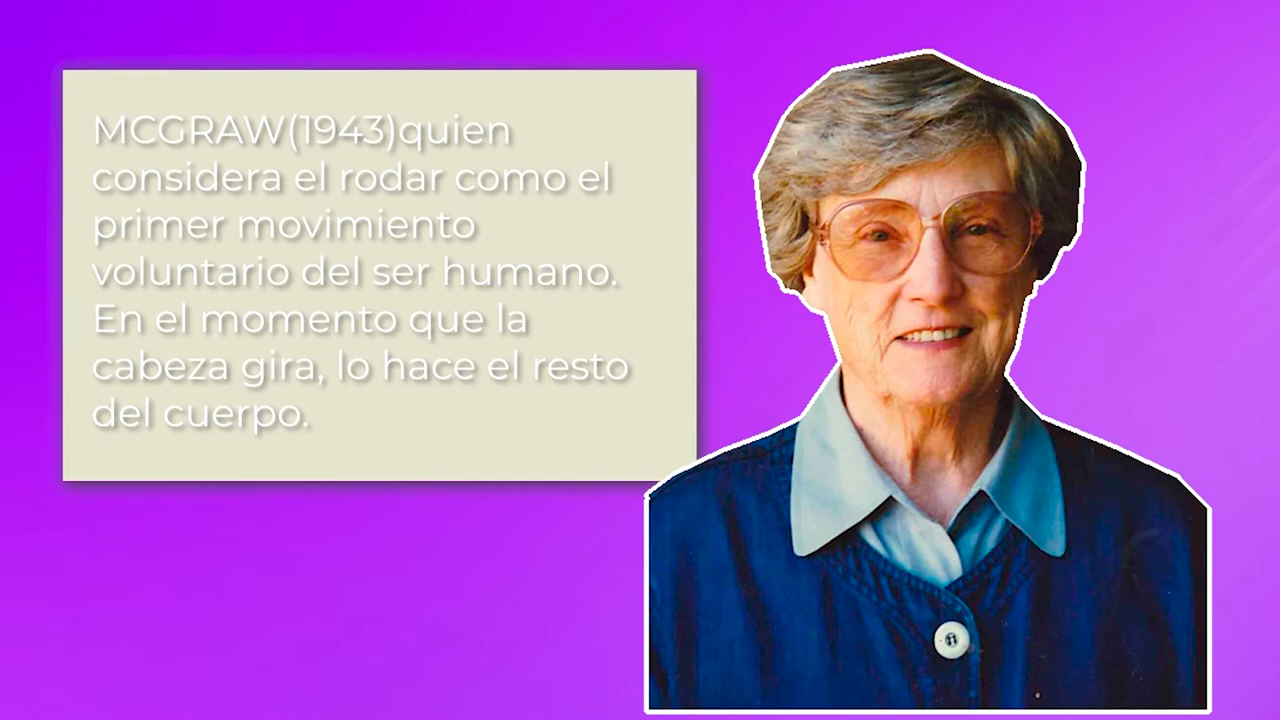 MCGRAW(1943)quien
considera el rodar como el
primer movimiento
voluntario del ser humano.
En el momento que la
cabeza gira, lo hace el resto
del cuerpo.